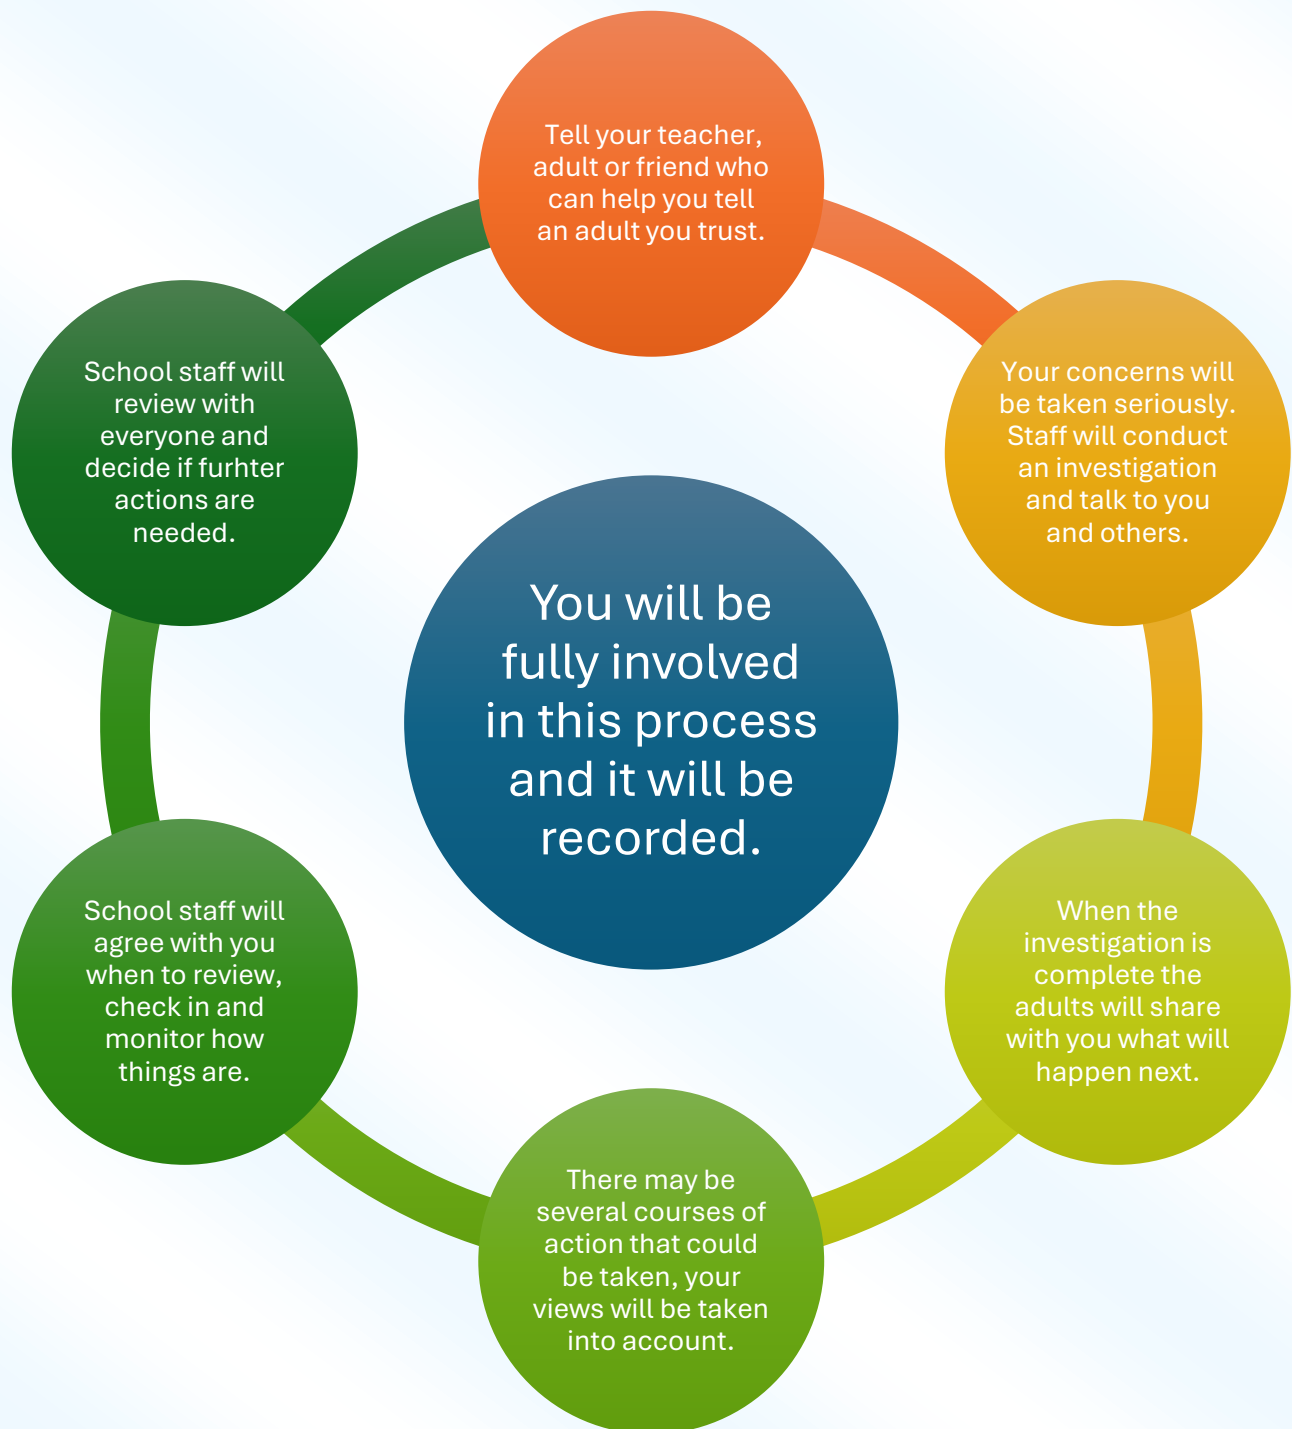 Tell your teacher,
adult or friend who
can help you tell
an adult you trust.
Your concerns will
be taken seriously.
Staff will conduct
an investigation
and talk to you
and others.
When the
investigation is
complete the
adults will share
with you what will
happen next.
There may be
several courses of
action that could
be taken, your
views will be taken
into account.
School staff will
agree with you
when to review,
check in and
monitor how
things are.
School staff will
review with
everyone and
decide if furhter
actions are
needed.
You will be
fully involved
in this process
and it will be
recorded.